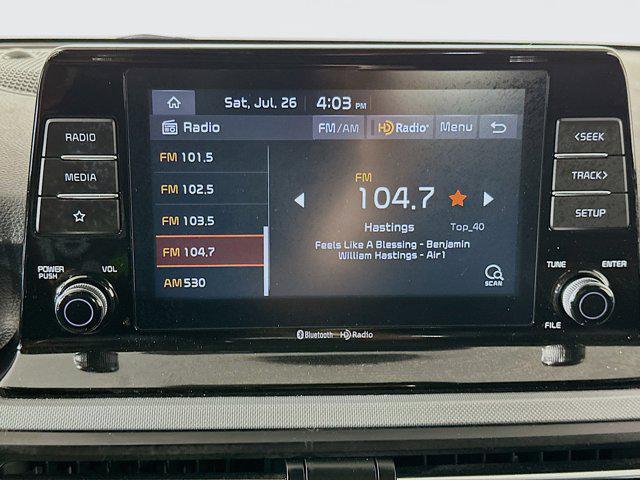 Sat, Jul. 26 4:03 PM
Radio FM/AM HD Radio Menu
FM 101.5
FM 102.5
FM 103.5
FM 104.7
AM 530
FM
104.7
Hastings Top_40
Feels Like A Blessing - Benjamin
William Hastings - Air1
SCAN
RADIO
MEDIA
POWER
PUSH
VOL
<SEEK
TRACK>
SETUP
TUNE ENTER
FILE
Bluetooth HD Radio